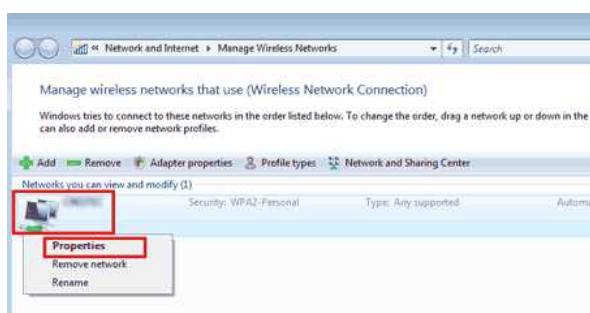 « Network and Internet ▸ Manage Wireless Networks
Search
Manage wireless networks that use (Wireless Network Connection)
Windows tries to connect to these networks in the order listed below. To change the order, drag a network up or down in the
can also add or remove network profiles.
Add Remove Adapter properties Profile types Network and Sharing Center
Networks you can view and modify (1)
Security: WPA2-Personal Type: Any supported Automa
Properties
Remove network
Rename